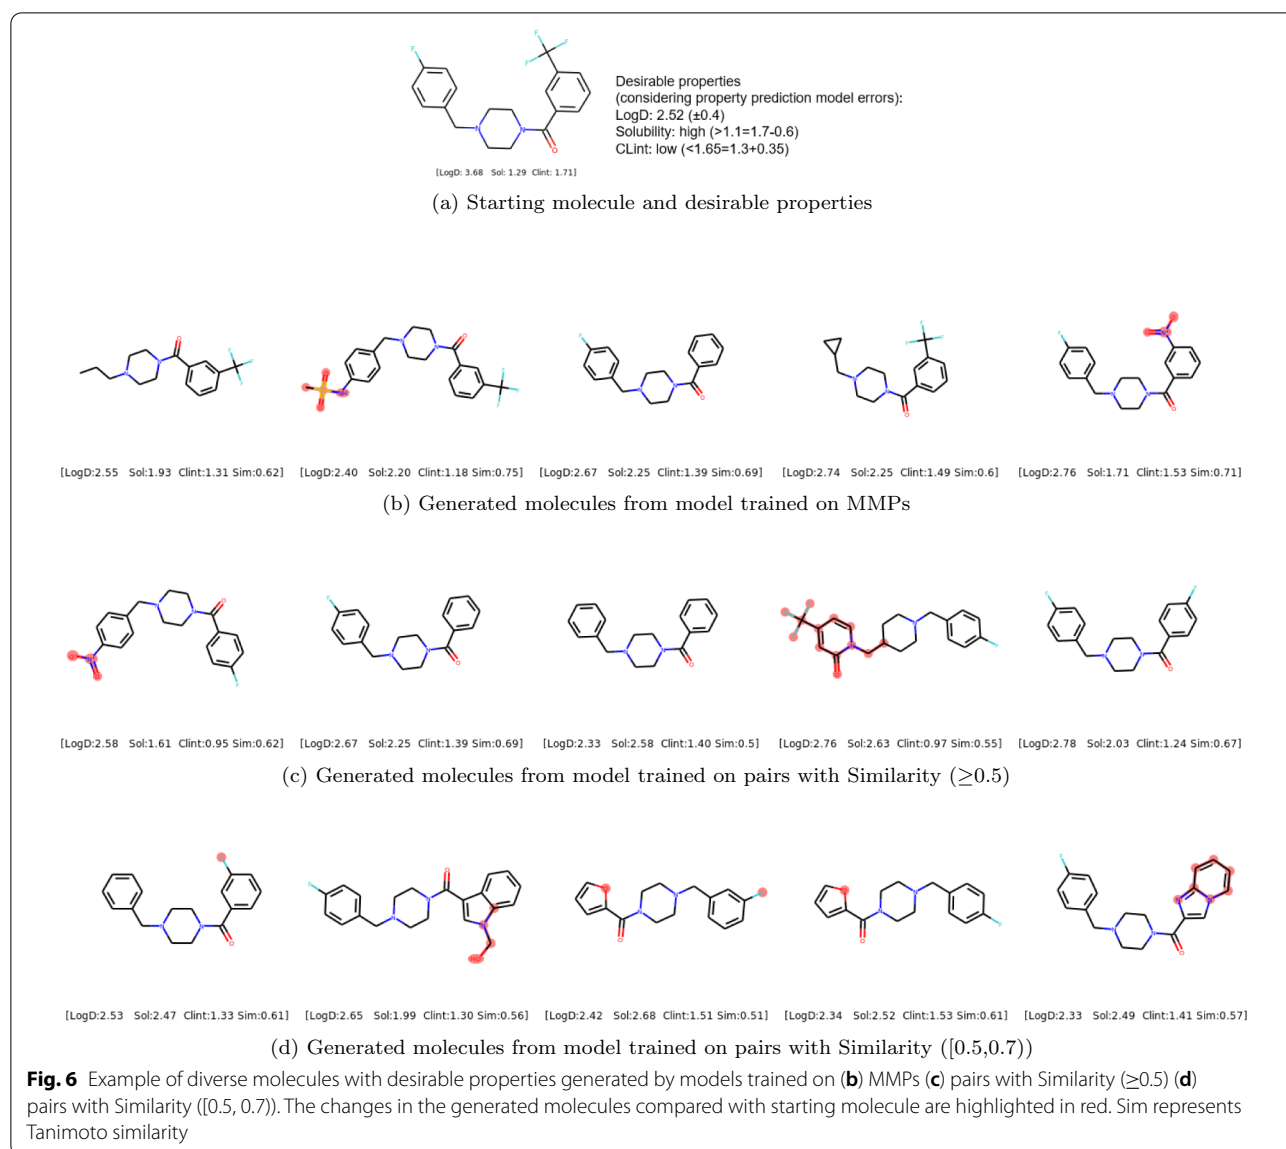 Desirable properties
(considering property prediction model errors):
LogD: 2.52 (±0.4)
Solubility: high (>1.1=1.7-0.6)
CLint: low (<1.65=1.3+0.35)
[LogD: 3.68 Sol: 1.29 Clint: 1.71]
(a) Starting molecule and desirable properties
[LogD:2.55 Sol:1.93 Clint:1.31 Sim:0.62] [LogD:2.40 Sol:2.20 Clint:1.18 Sim:0.75] [LogD:2.67 Sol:2.25 Clint:1.39 Sim:0.69] [LogD:2.74 Sol:2.25 Clint:1.49 Sim:0.6] [LogD:2.76 Sol:1.71 Clint:1.53 Sim:0.71]
(b) Generated molecules from model trained on MMPs
[LogD:2.58 Sol:1.61 Clint:0.95 Sim:0.62] [LogD:2.67 Sol:2.25 Clint:1.39 Sim:0.69] [LogD:2.33 Sol:2.58 Clint:1.40 Sim:0.5] [LogD:2.76 Sol:2.63 Clint:0.97 Sim:0.55] [LogD:2.78 Sol:2.03 Clint:1.24 Sim:0.67]
(c) Generated molecules from model trained on pairs with Similarity (≥0.5)
[LogD:2.53 Sol:2.47 Clint:1.33 Sim:0.61] [LogD:2.65 Sol:1.99 Clint:1.30 Sim:0.56] [LogD:2.42 Sol:2.68 Clint:1.51 Sim:0.51] [LogD:2.34 Sol:2.52 Clint:1.53 Sim:0.61] [LogD:2.33 Sol:2.49 Clint:1.41 Sim:0.57]
(d) Generated molecules from model trained on pairs with Similarity ([0.5,0.7))
Fig. 6 Example of diverse molecules with desirable properties generated by models trained on (b) MMPs (c) pairs with Similarity (≥0.5) (d)
pairs with Similarity ([0.5, 0.7)). The changes in the generated molecules compared with starting molecule are highlighted in red. Sim represents
Tanimoto similarity